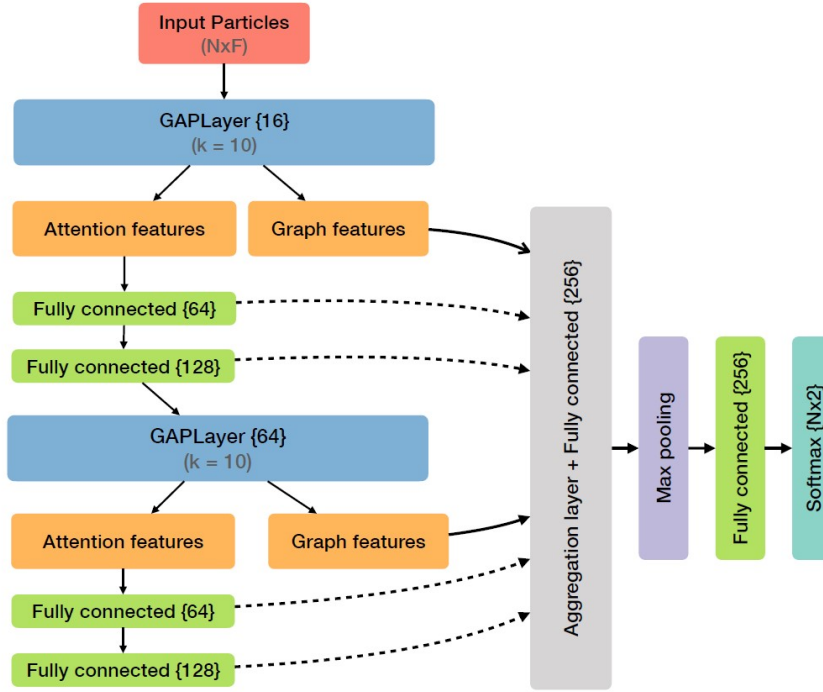 Input Particles
(NxF)
GAPLayer {16}
(k = 10)
Attention features
Graph features
Fully connected {64}
Fully connected {128}
GAPLayer {64}
(k = 10)
Attention features
Graph features
Fully connected {64}
Fully connected {128}
Aggregation layer + Fully connected {256}
Max pooling
Fully connected {256}
Softmax {Nx2}